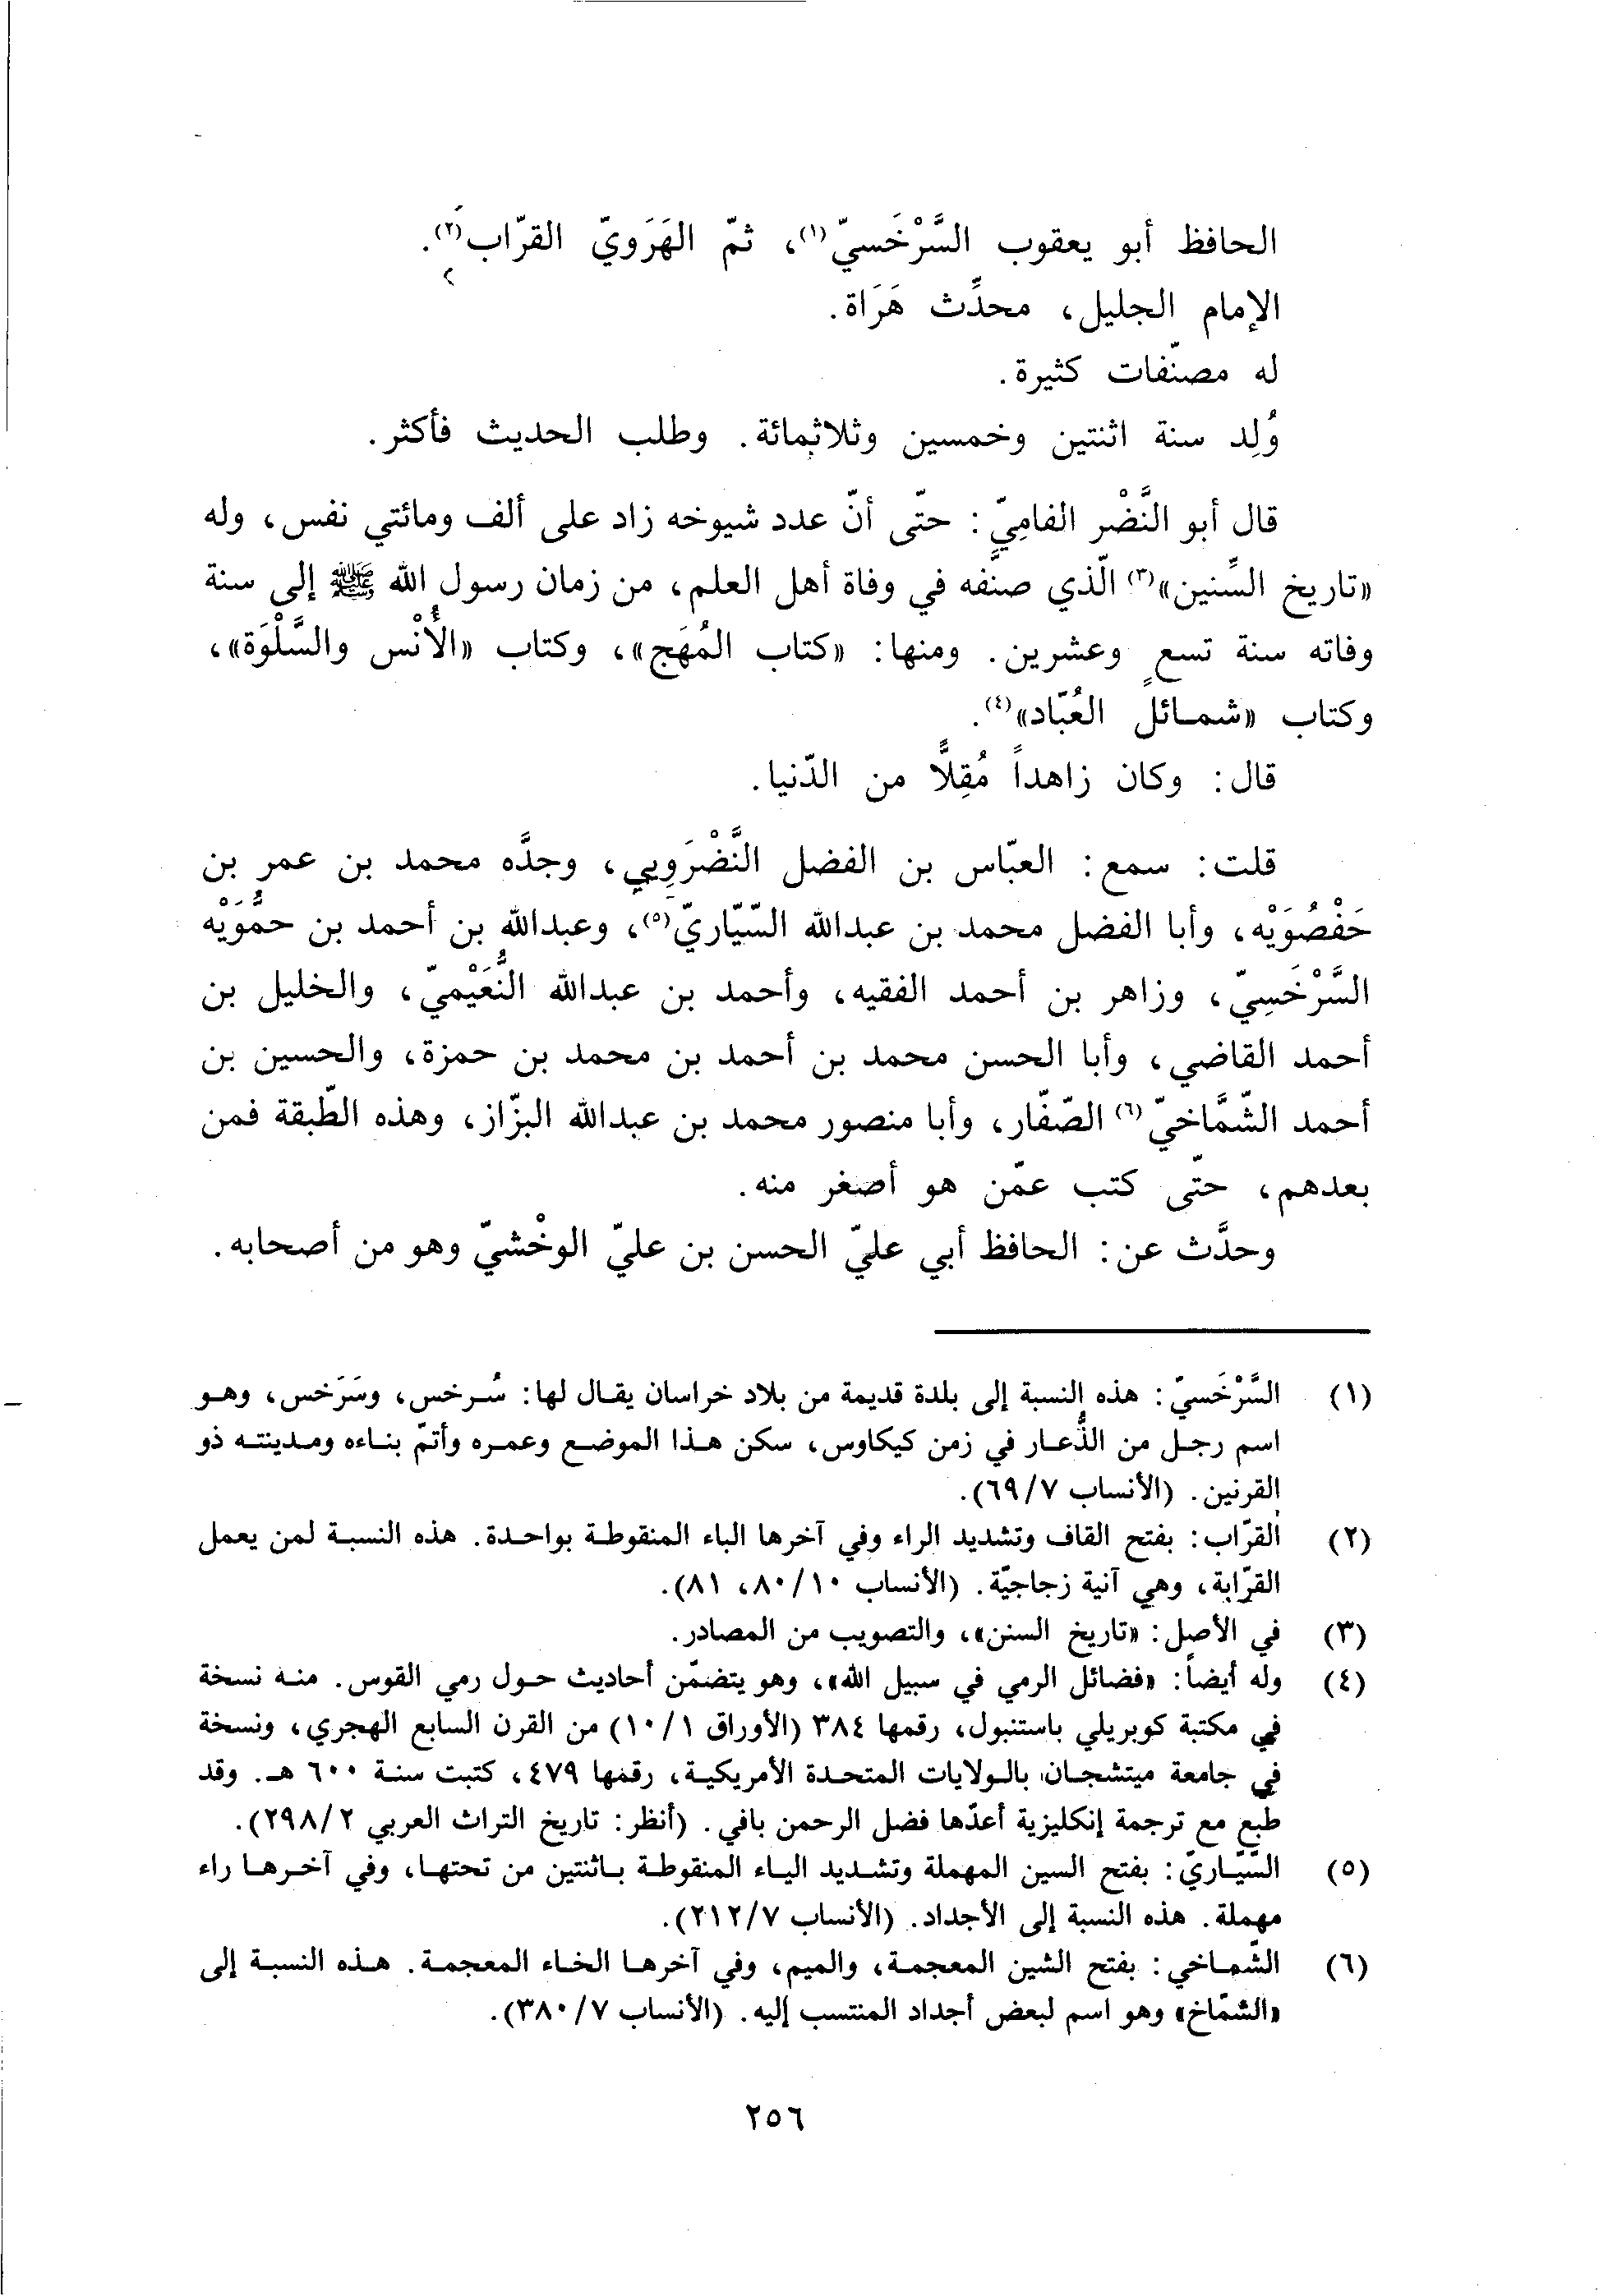 الحافظ أبو يعقوب السَّرْخَسيّ(١)، ثمّ الهَرَويّ القرّاب(٢).
الإمام الجليل، محدِّث هَرَاة.
له مصنّفات كثيرة.
وُلِد سنة اثنتين وخمسين وثلاثمائة. وطلب الحديث فأكثر.
قال أبو النَّضْر الفامِيّ: حتّى أنّ عدد شيوخه زاد على ألف ومائتي نفس، وله
«تاريخ السِّنين»(٣) الّذي صنَّفه في وفاة أهل العلم، من زمان رسول الله ﷺ إلى سنة
وفاته سنة تسعٍ وعشرين. ومنها: «كتاب المُهَج»، وكتاب «الأُنْس والسَّلْوَة»،
وكتاب «شمائل العُبّاد»(٤).
قال: وكان زاهداً مُقِلاًّ من الدّنيا.
قلت: سمع: العبّاس بن الفضل النَّضْرَوِيي، وجدَّه محمد بن عمر بن
حَفْصُوَيْه، وأبا الفضل محمد بن عبدالله السّيّاريّ(٥)، وعبدالله بن أحمد بن حمُّوَيْه
السَّرْخَسِيّ، وزاهر بن أحمد الفقيه، وأحمد بن عبدالله النُّعَيْميّ، والخليل بن
أحمد القاضي، وأبا الحسن محمد بن أحمد بن محمد بن حمزة، والحسين بن
أحمد الشّمَّاخيّ(٦) الصّفّار، وأبا منصور محمد بن عبدالله البزّاز، وهذه الطّبقة فمن
بعدهم، حتّى كتب عمّن هو أصغر منه.
وحدَّث عن: الحافظ أبي عليّ الحسن بن عليّ الوخْشيّ وهو من أصحابه.
(١) السَّرْخَسيّ: هذه النسبة إلى بلدة قديمة من بلاد خراسان يقال لها: سُرخس، وسَرَخس، وهو
اسم رجل من الذُّعار في زمن كيكاوس، سكن هذا الموضع وعمره وأتمّ بناءه ومدينته ذو
القرنين. (الأنساب ٦٩/٧).
(٢) القرّاب: بفتح القاف وتشديد الراء وفي آخرها الباء المنقوطة بواحدة. هذه النسبة لمن يعمل
القرّابة، وهي آنية زجاجيّة. (الأنساب ٨٠/١٠، ٨١).
(٣) في الأصل: «تاريخ السنن»، والتصويب من المصادر.
(٤) وله أيضاً: «فضائل الرمي في سبيل الله»، وهو يتضمّن أحاديث حول رمي القوس. منه نسخة
في مكتبة كوبريلي باستنبول، رقمها ٣٨٤ (الأوراق ١٠/١) من القرن السابع الهجري، ونسخة
في جامعة ميتشجان بالولايات المتحدة الأمريكية، رقمها ٤٧٩، كتبت سنة ٦٠٠ هـ. وقد
طبع مع ترجمة إنكليزية أعدّها فضل الرحمن بافي. (أنظر: تاريخ التراث العربي ٢٩٨/٢).
(٥) السّيّاريّ: بفتح السين المهملة وتشديد الياء المنقوطة باثنتين من تحتها، وفي آخرها راء
مهملة. هذه النسبة إلى الأجداد. (الأنساب ٢١٢/٧).
(٦) الشّماخي: بفتح الشين المعجمة، والميم، وفي آخرها الخاء المعجمة. هذه النسبة إلى
«الشمّاخ» وهو اسم لبعض أجداد المنتسب إليه. (الأنساب ٣٨٠/٧).
٢٥٦